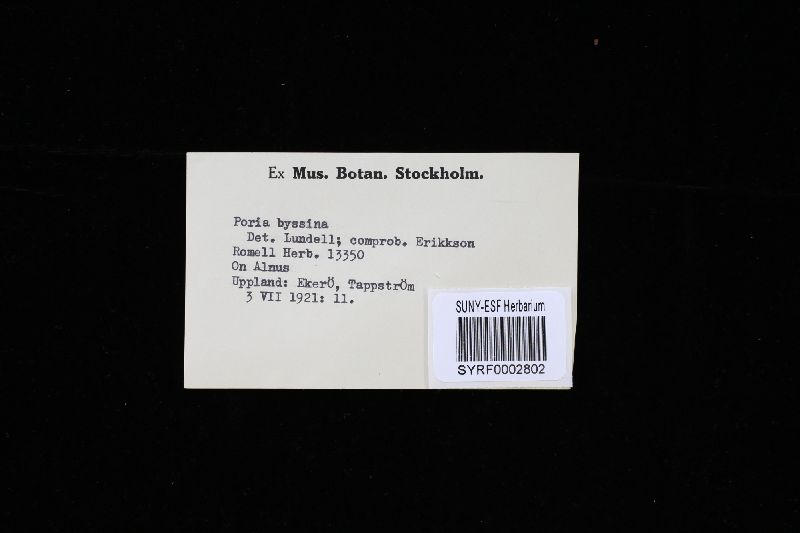 Ex Mus. Botan. Stockholm.
Poria byssina
Det. Lundell; comprob. Erikkson
Romell Herb. 13350
On Alnus
Uppland: Ekerö, Tappström
3 VII 1921: 11.
SUNY-ESF Herbarium
SYRF0002802